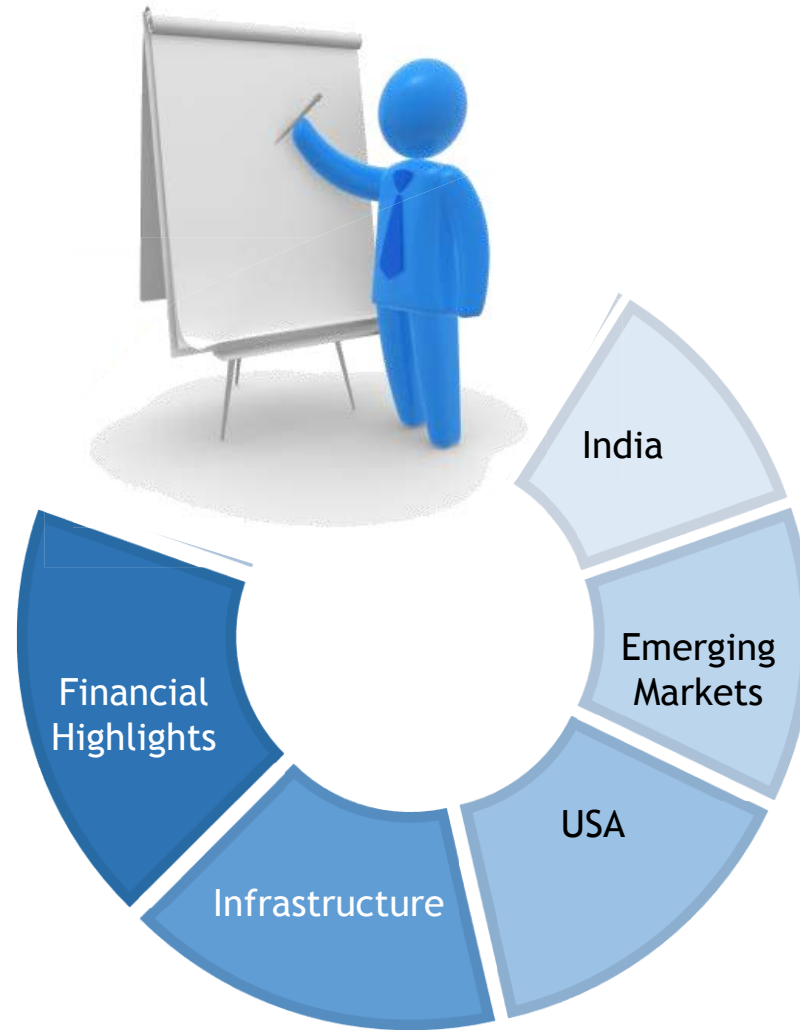 India
Emerging
Markets
USA
Infrastructure
Financial
Highlights